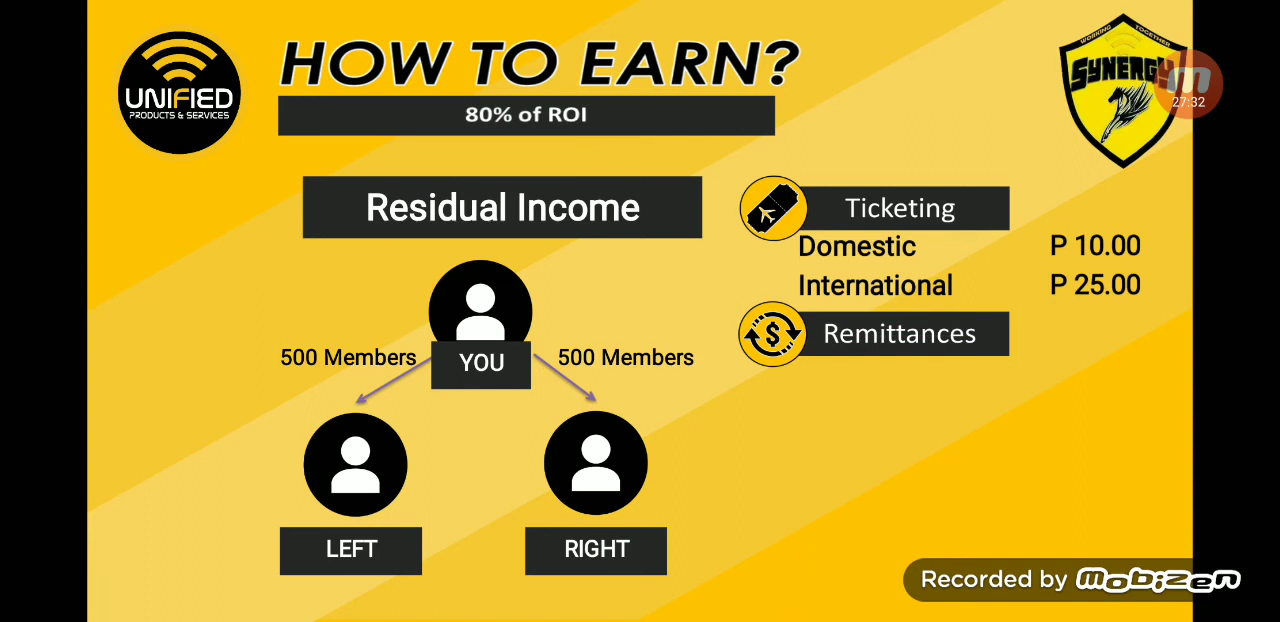 HOW TO EARN?
80% of ROI
UNIFIED
PRODUCTS & SERVICES
WORKING TOGETHER
SYNERGY
27:32
Residual Income
500 Members
YOU
500 Members
LEFT
RIGHT
Ticketing
Domestic P 10.00
International P 25.00
Remittances
Recorded by Mobizen